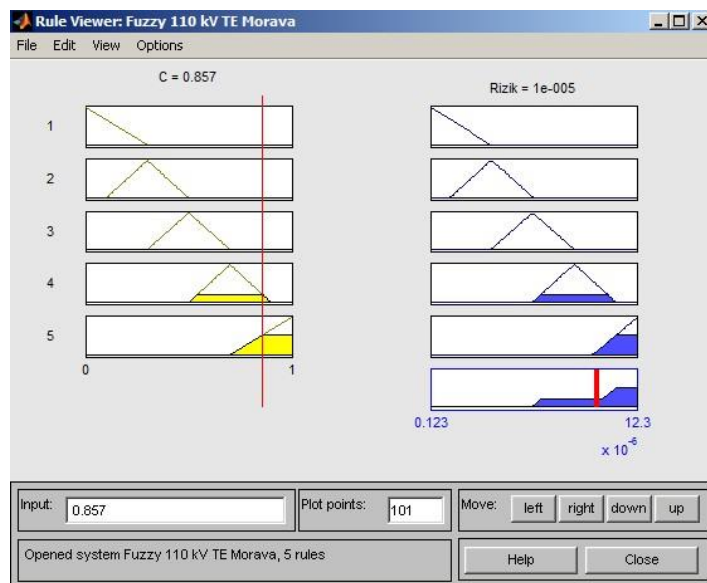 Rule Viewer: Fuzzy 110 kV TE Morava
File Edit View Options
C = 0.857
Rizik = 1e-005
1
2
3
4
5
0 1
0.123 12.3
x 10-6
Input: 0.857
Plot points: 101
Move: left right down up
Opened system Fuzzy 110 kV TE Morava, 5 rules
Help Close